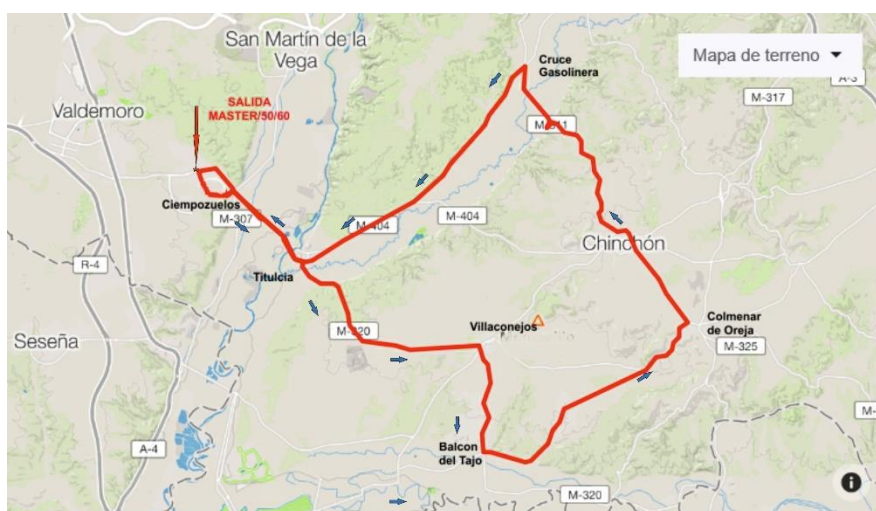 San Martín de la
Vega
Cruce
Gasolinera
Mapa de terreno
A-3
M-317
SALIDA
MASTER/50/60
Valdemoro
M-311
Ciempozuelos
M-307
M-404
M-404
Chinchón
R-4
Titulcia
Villaconejos
Colmenar
de Oreja
M-320
M-325
Seseña
M-
A-4
Balcon
del Tajo
M-320
i